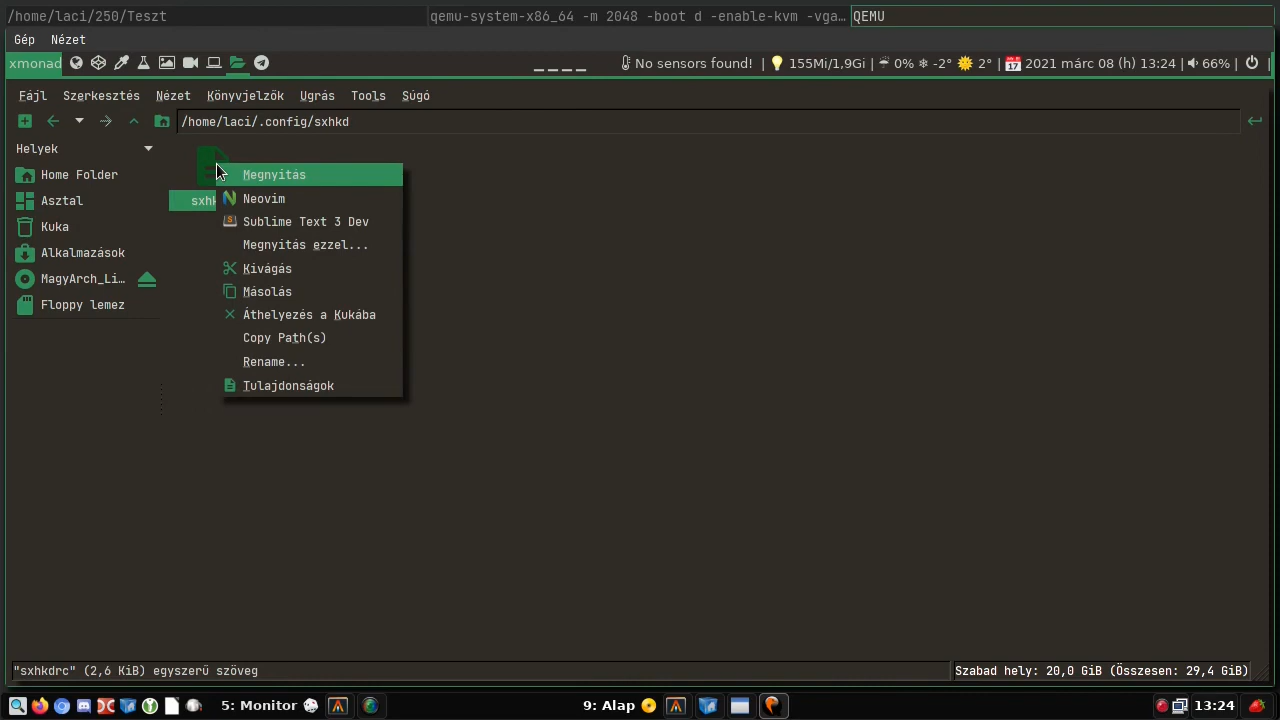 /home/laci/250/Teszt
qemu-system-x86_64 -m 2048 -boot d -enable-kvm -vga…
QEMU
Gép Nézet
xmonad
No sensors found! | 155Mi/1,9Gi | 0% -2° 2° | 2021 márc 08 (h) 13:24 | 66% |
Fájl Szerkesztés Nézet Könyvjelzők Ugrás Tools Súgó
/home/laci/.config/sxhkd
Helyek
Home Folder
Asztal
Kuka
Alkalmazások
MagyArch_Li…
Floppy lemez
sxhk
Megnyitás
Neovim
Sublime Text 3 Dev
Megnyitás ezzel...
Kivágás
Másolás
Áthelyezés a Kukába
Copy Path(s)
Rename...
Tulajdonságok
"sxhkdrc" (2,6 KiB) egyszerű szöveg
Szabad hely: 20,0 GiB (Összesen: 29,4 GiB)
5: Monitor
9: Alap
13:24